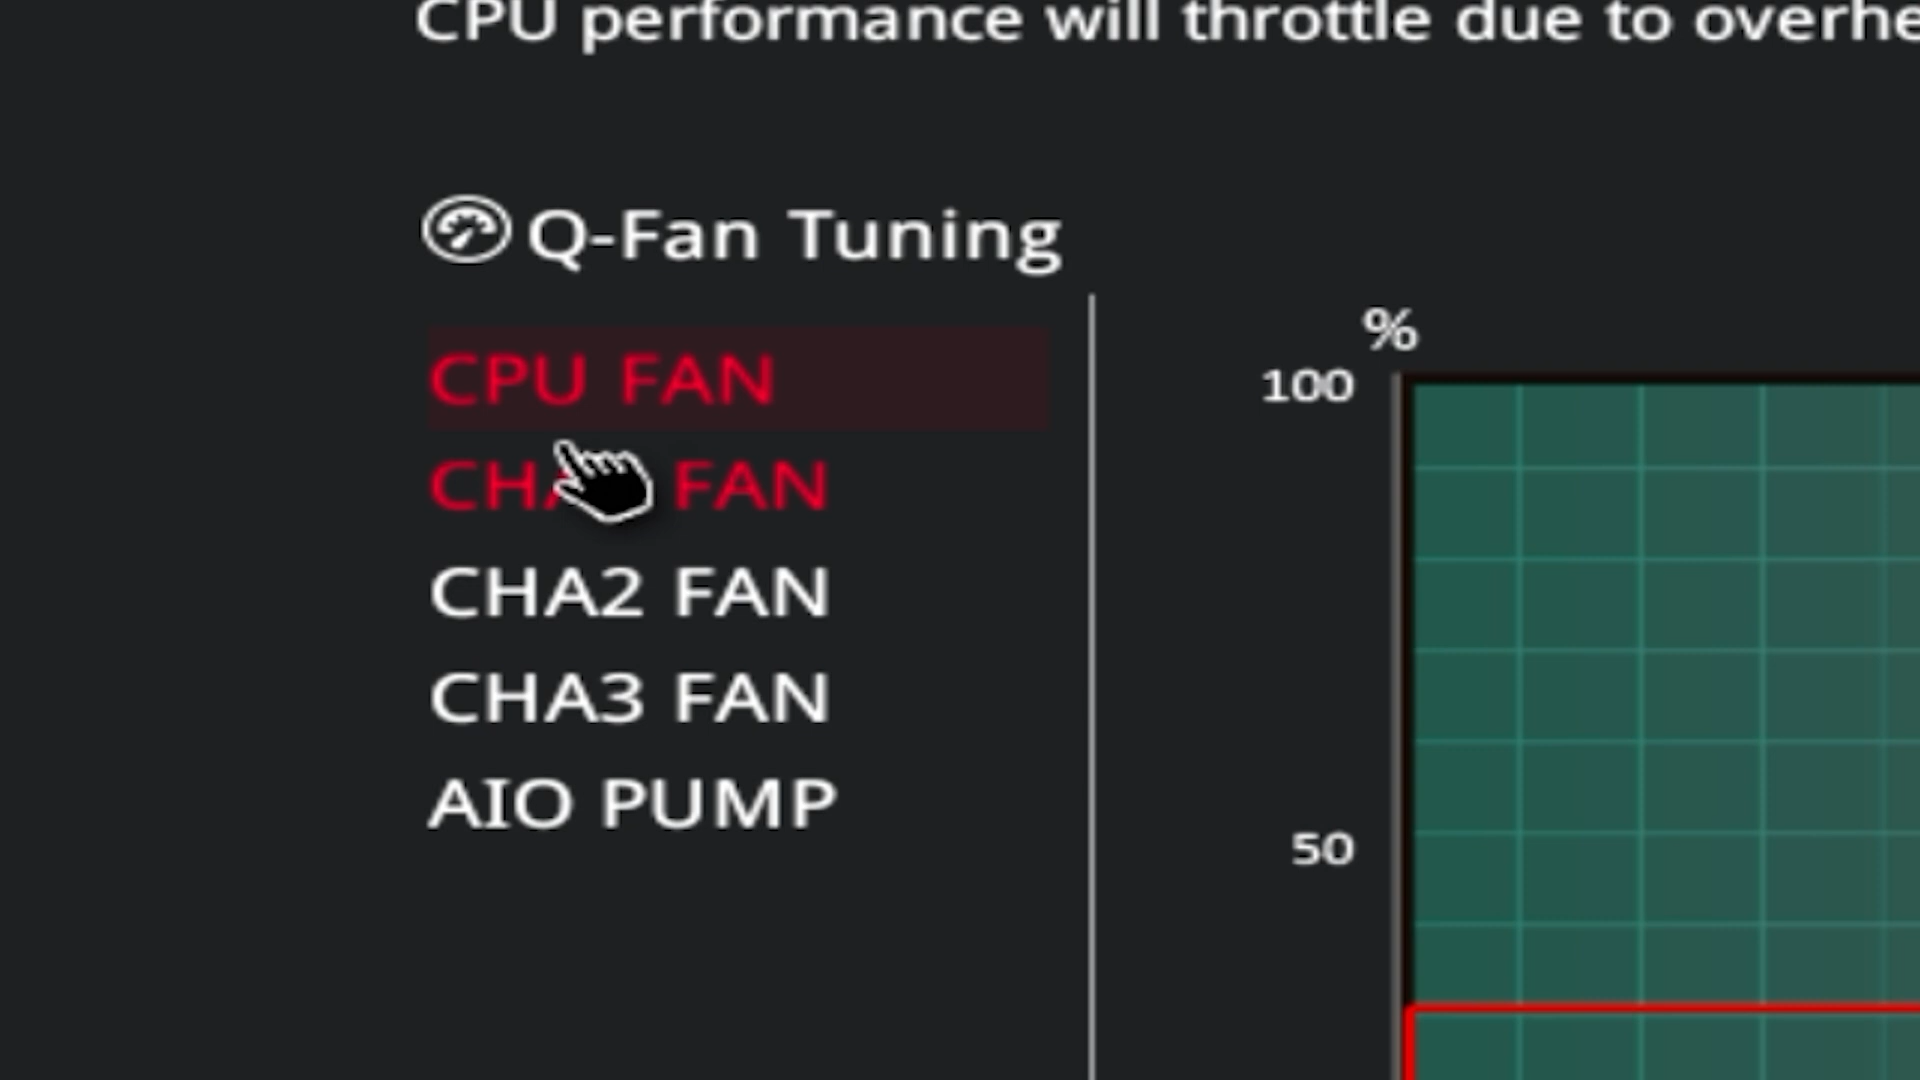 CPU performance will throttle due to
Q-Fan Tuning
%
100
CPU FAN
FAN
CHA2 FAN
CHA3 FAN
AIO PUMP
50